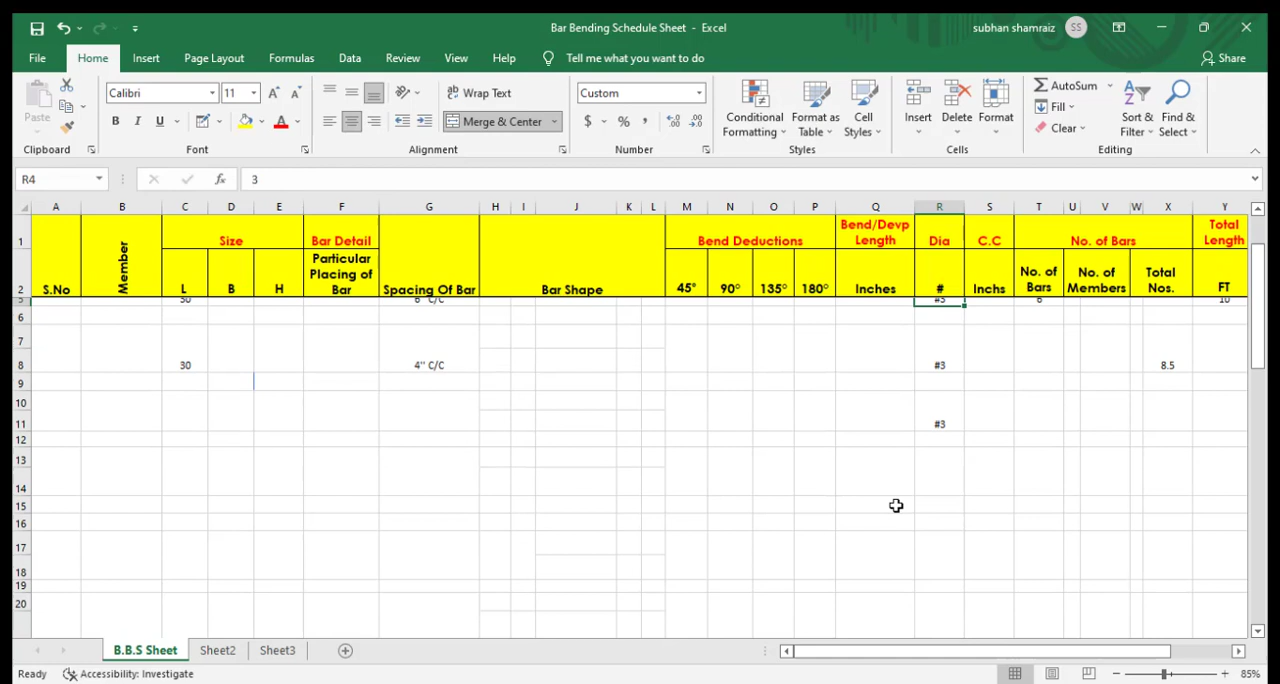 Bar Bending Schedule Sheet - Excel
subhan shamraiz SS
File Home Insert Page Layout Formulas Data Review View Help Tell me what you want to do Share
Calibri 11 Wrap Text Custom AutoSum
Paste B I U A Merge & Center $ % Conditional Formatting Format as Table Cell Styles Insert Delete Format Fill Clear Sort & Filter Find & Select
Clipboard Font Alignment Number Styles Cells Editing
R4 fx 3
A B C D E F G H I J K L M N O P Q R S T U V W X Y
1 Size Bar Detail Bend Deductions Bend/Devp Length Dia C.C No. of Bars Total Length
2 S.No Member L B H Particular Placing of Bar Spacing Of Bar Bar Shape 45° 90° 135° 180° Inches # Inchs No. of Bars No. of Members Total Nos. FT
5 30 6" C/C #3 6 10
6
7
8 30 4" C/C #3 8.5
9
10
11 #3
12
13
14
15
16
17
18
19
20
B.B.S Sheet Sheet2 Sheet3
Ready Accessibility: Investigate 85%